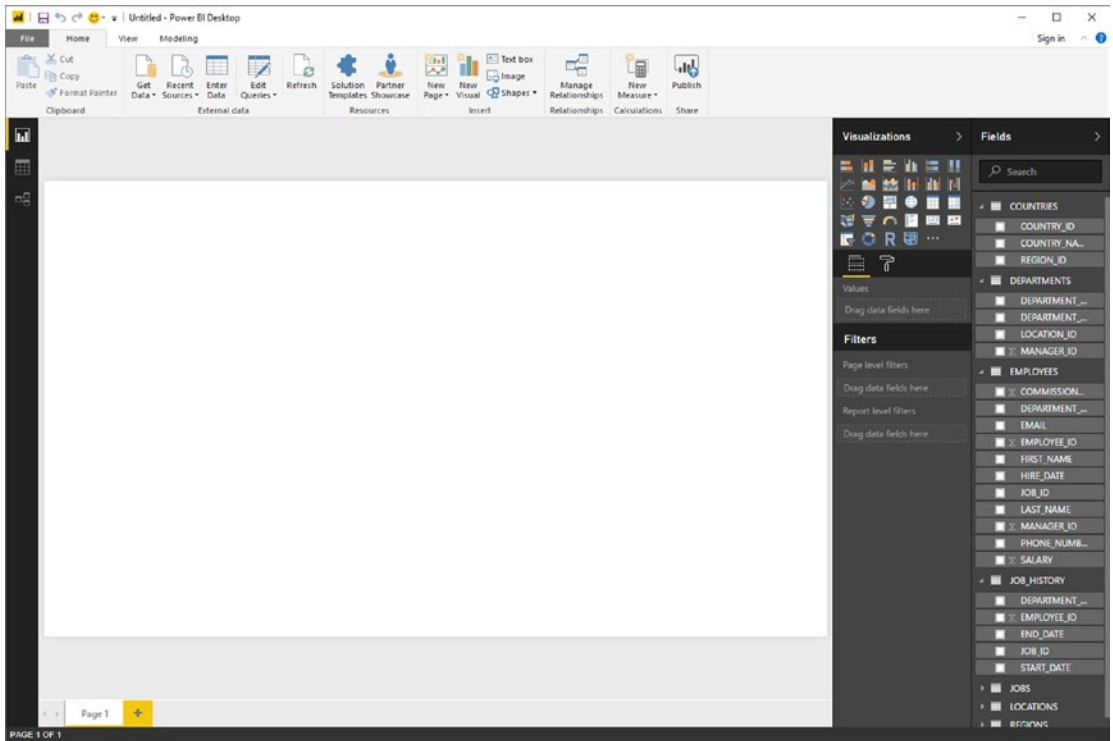 Untitled - Power BI Desktop
File Home View Modeling Sign in
Paste
Cut
Copy
Format Painter
Clipboard
Get Data
Recent Sources
Enter Data
Edit Queries
Refresh
External data
Solution Templates
Partner Showcase
Resources
New Page
New Visual
Text box
Image
Shapes
Insert
Manage Relationships
Relationships
New Measure
Calculations
Publish
Share
Visualizations
R
Values
Drag data fields here
Filters
Page level filters
Drag data fields here
Report level filters
Drag data fields here
Fields
Search
COUNTRIES
COUNTRY_ID
COUNTRY_NA...
REGION_ID
DEPARTMENTS
DEPARTMENT_...
DEPARTMENT_...
LOCATION_ID
Σ MANAGER_ID
EMPLOYEES
Σ COMMISSION...
DEPARTMENT_...
EMAIL
Σ EMPLOYEE_ID
FIRST_NAME
HIRE_DATE
JOB_ID
LAST_NAME
Σ MANAGER_ID
PHONE_NUMB...
Σ SALARY
JOB_HISTORY
DEPARTMENT_...
Σ EMPLOYEE_ID
END_DATE
JOB_ID
START_DATE
JOBS
LOCATIONS
REGIONS
Page 1
PAGE 1 OF 1